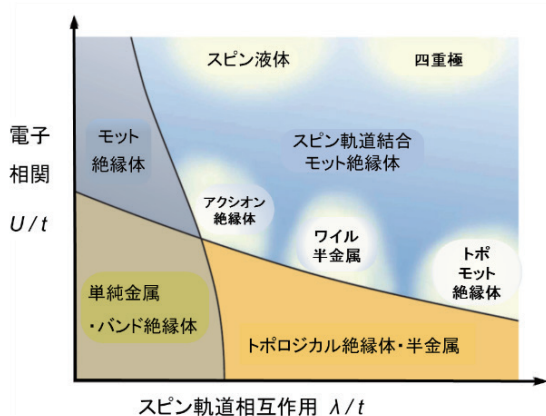 スピン液体
四重極
電子
相関
U/t
モット
絶縁体
スピン軌道結合
モット絶縁体
アクシオン
絶縁体
ワイル
半金属
トポ
モット
絶縁体
単純金属
・バンド絶縁体
トポロジカル絶縁体・半金属
スピン軌道相互作用 λ/t